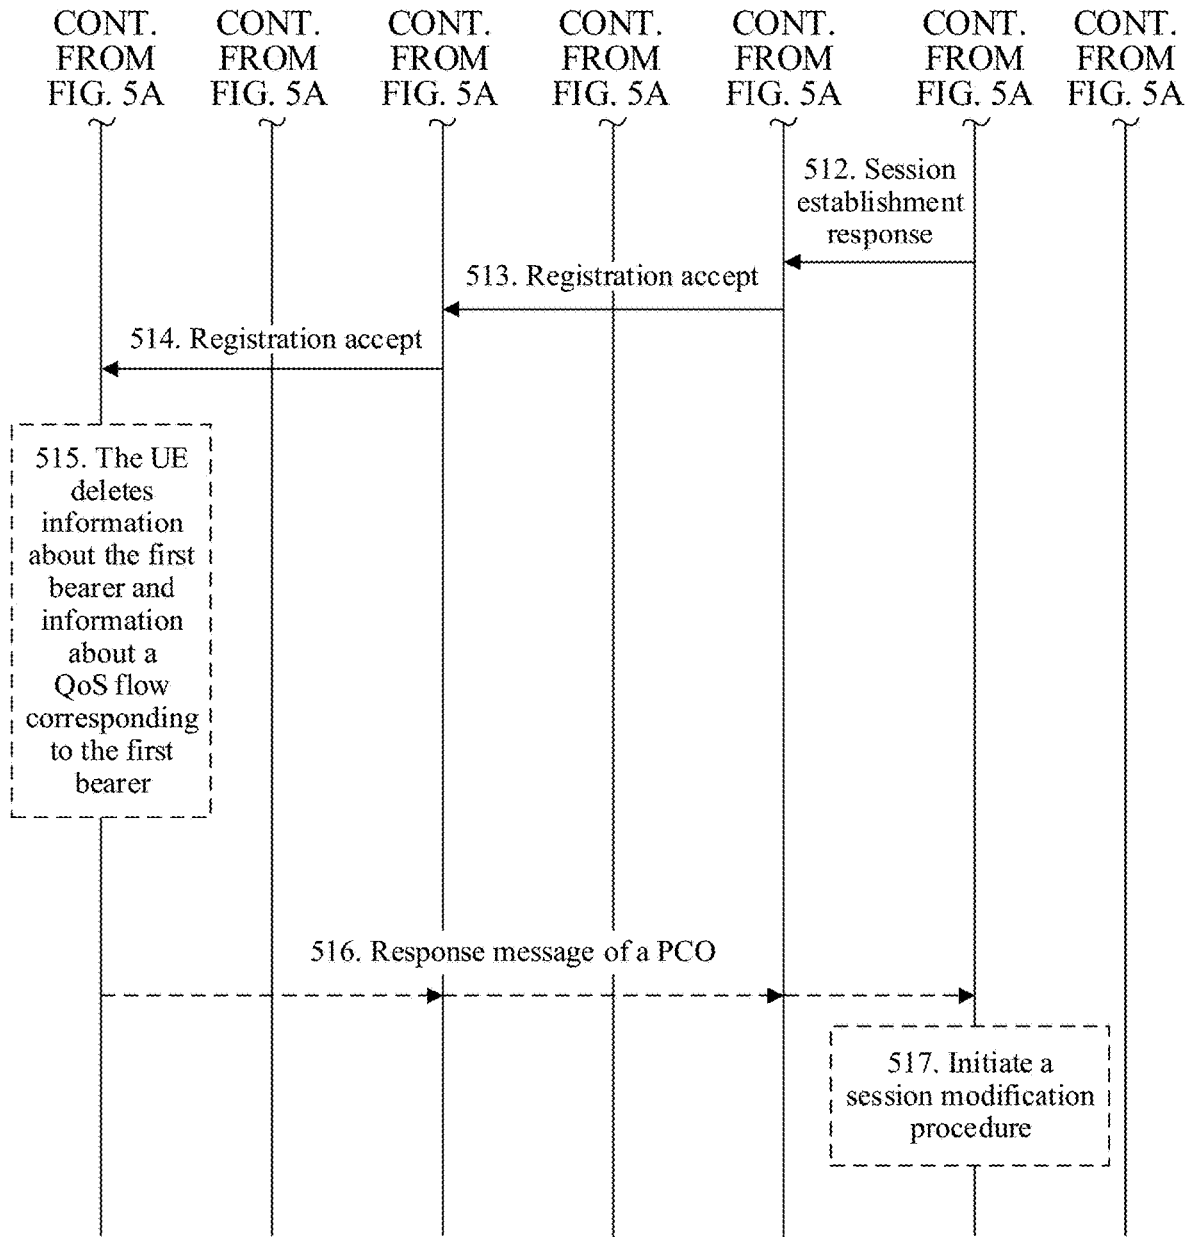 CONT.
FROM
FIG. 5A
CONT.
FROM
FIG. 5A
CONT.
FROM
FIG. 5A
CONT.
FROM
FIG. 5A
CONT.
FROM
FIG. 5A
CONT.
FROM
FIG. 5A
CONT.
FROM
FIG. 5A
512. Session
establishment
response
513. Registration accept
514. Registration accept
515. The UE
deletes
information
about the first
bearer and
information
about a
QoS flow
corresponding
to the first
bearer
516. Response message of a PCO
517. Initiate a
session modification
procedure